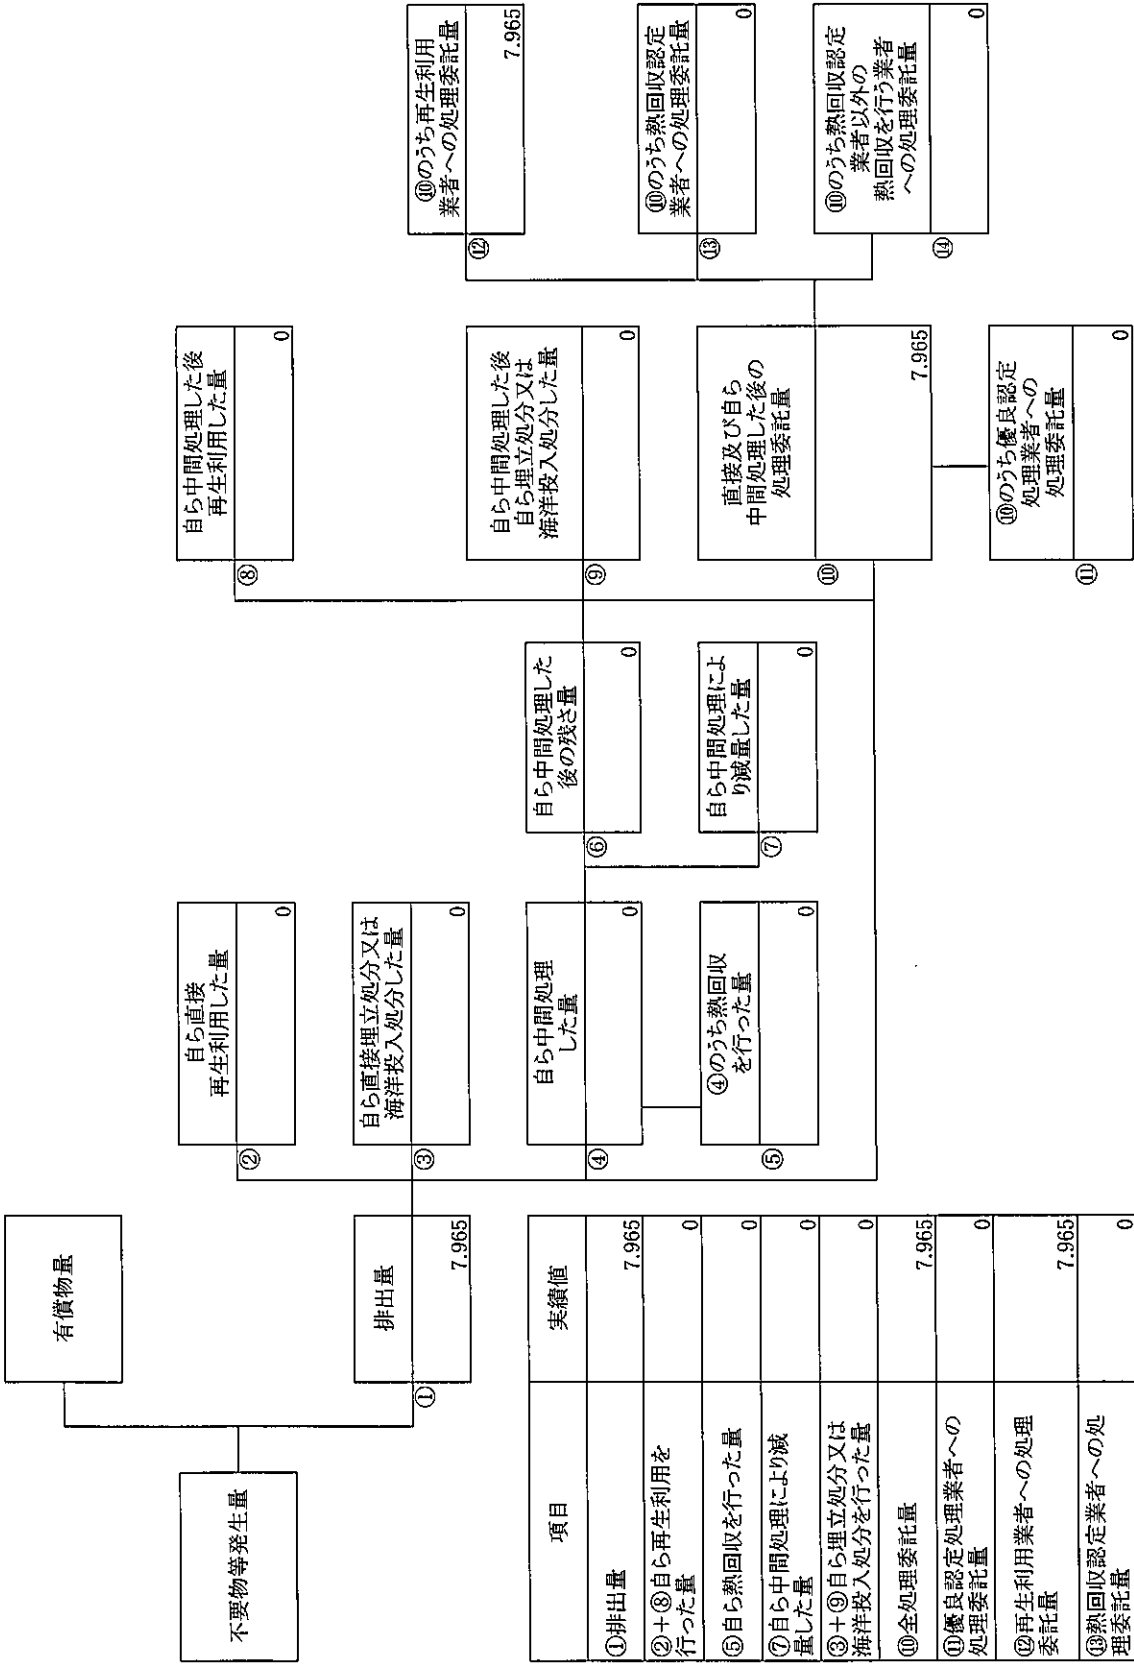 不要物等発生量
有償物量
①
排出量
7.965
②
自ら直接
再生利用した量
0
③
自ら直接埋立処分又は
海洋投入処分した量
0
④
自ら中間処理
した量
0
⑤
④のうち熱回収
を行った量
0
⑥
自ら中間処理した
後の残さ量
0
⑦
自ら中間処理によ
り減量した量
0
⑧
自ら中間処理した後
再生利用した量
0
⑨
自ら中間処理した後
自ら埋立処分又は
海洋投入処分した量
0
⑩
直接及び自ら
中間処理した後の
処理委託量
7.965
⑪
⑩のうち優良認定
処理業者への
処理委託量
0
⑫
⑩のうち再生利用
業者への処理委託量
7.965
⑬
⑩のうち熱回収認定
業者への処理委託量
0
⑭
⑩のうち熱回収認定
業者以外の
熱回収を行う業者
への処理委託量
0
項目
実績値
①排出量
7.965
②+⑧自ら再生利用を
行った量
0
⑤自ら熱回収を行った量
0
⑦自ら中間処理により減
量した量
0
③+⑨自ら埋立処分又は
海洋投入処分を行った量
0
⑩全処理委託量
7.965
⑪優良認定処理業者への
処理委託量
0
⑫再生利用業者への処理
委託量
7.965
⑬熱回収認定業者への処
理委託量
0